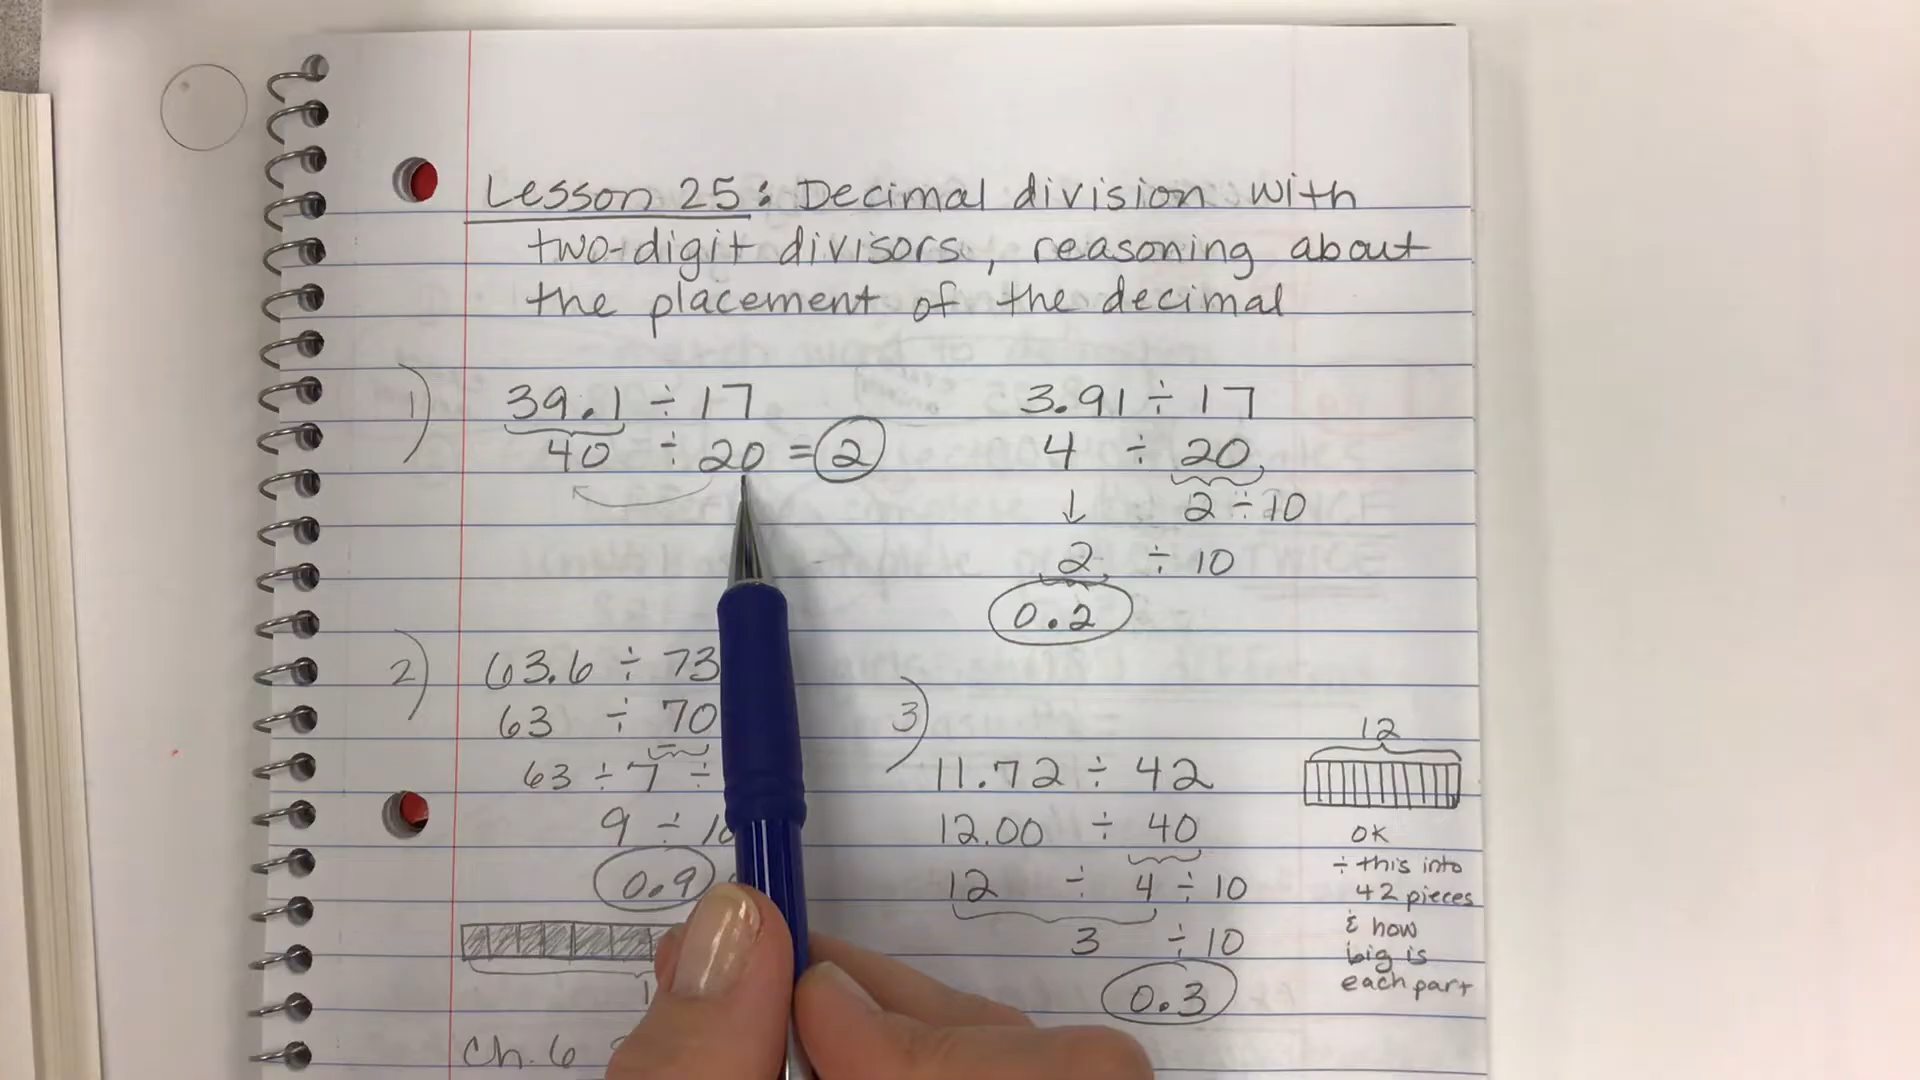 Lesson 25: Decimal division with
two-digit divisors, reasoning about
the placement of the decimal
1) 39.1 ÷ 17
40 ÷ 20 = 2
3.91 ÷ 17
4 ÷ 20
↓ 2 ÷ 10
2 ÷ 10
0.2
2) 63.6 ÷ 73
63 ÷ 70
63 ÷ 7 ÷
9 ÷ 10
0.9
3) 11.72 ÷ 42
12.00 ÷ 40
12 ÷ 4 ÷ 10
3 ÷ 10
0.3
12
OK
÷ this into
42 pieces
& how
big is
each part
Ch. 6